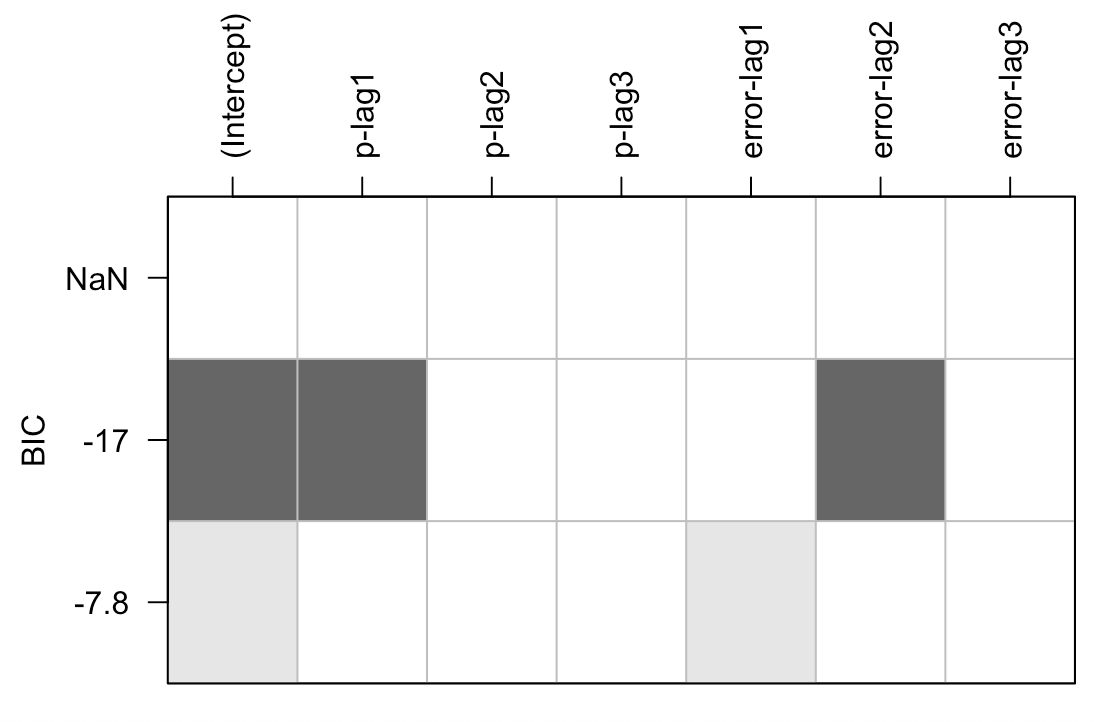 (Intercept)
p-lag1
p-lag2
p-lag3
error-lag1
error-lag2
error-lag3
BIC
NaN
-17
-7.8